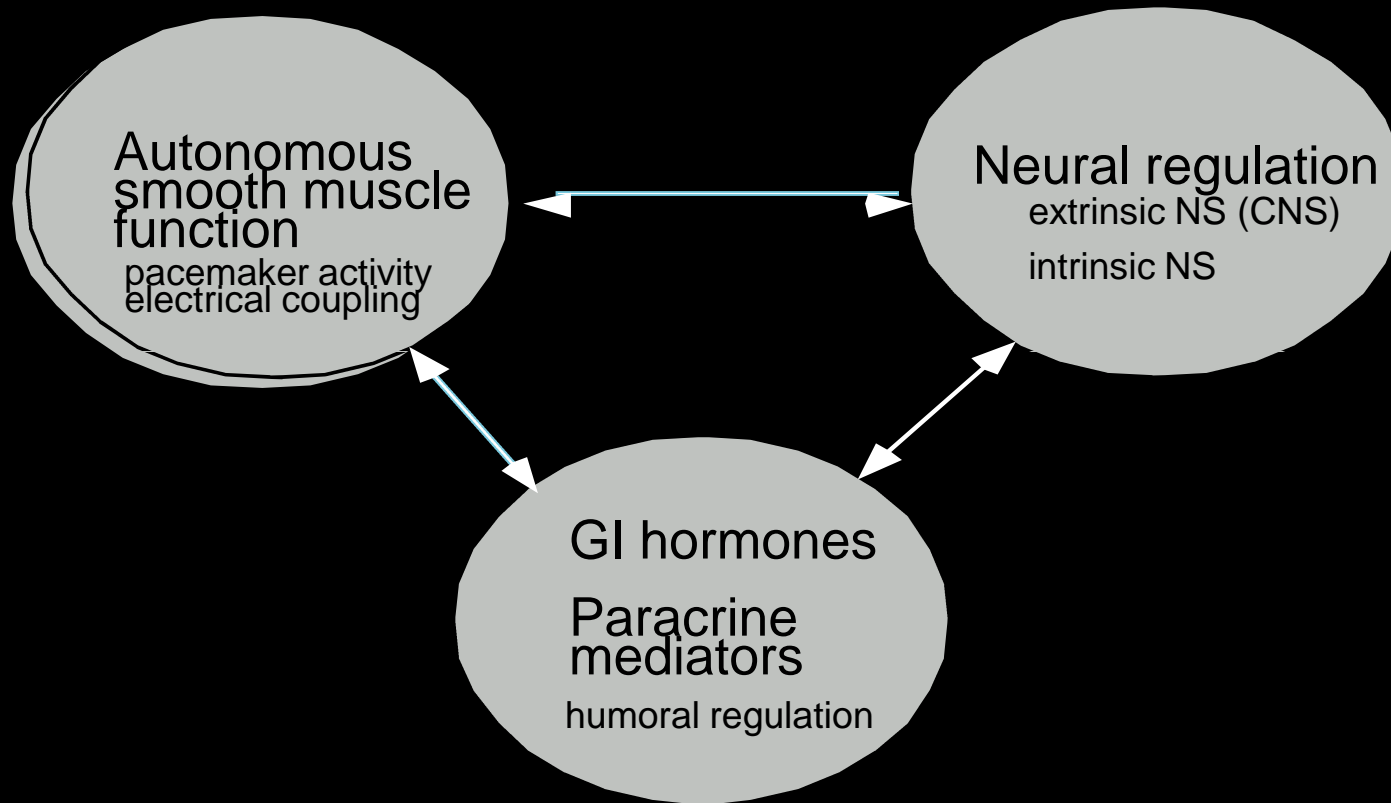 Autonomous
smooth muscle
function
pacemaker activity
electrical coupling
Neural regulation
extrinsic NS (CNS)
intrinsic NS
GI hormones
Paracrine
mediators
humoral regulation